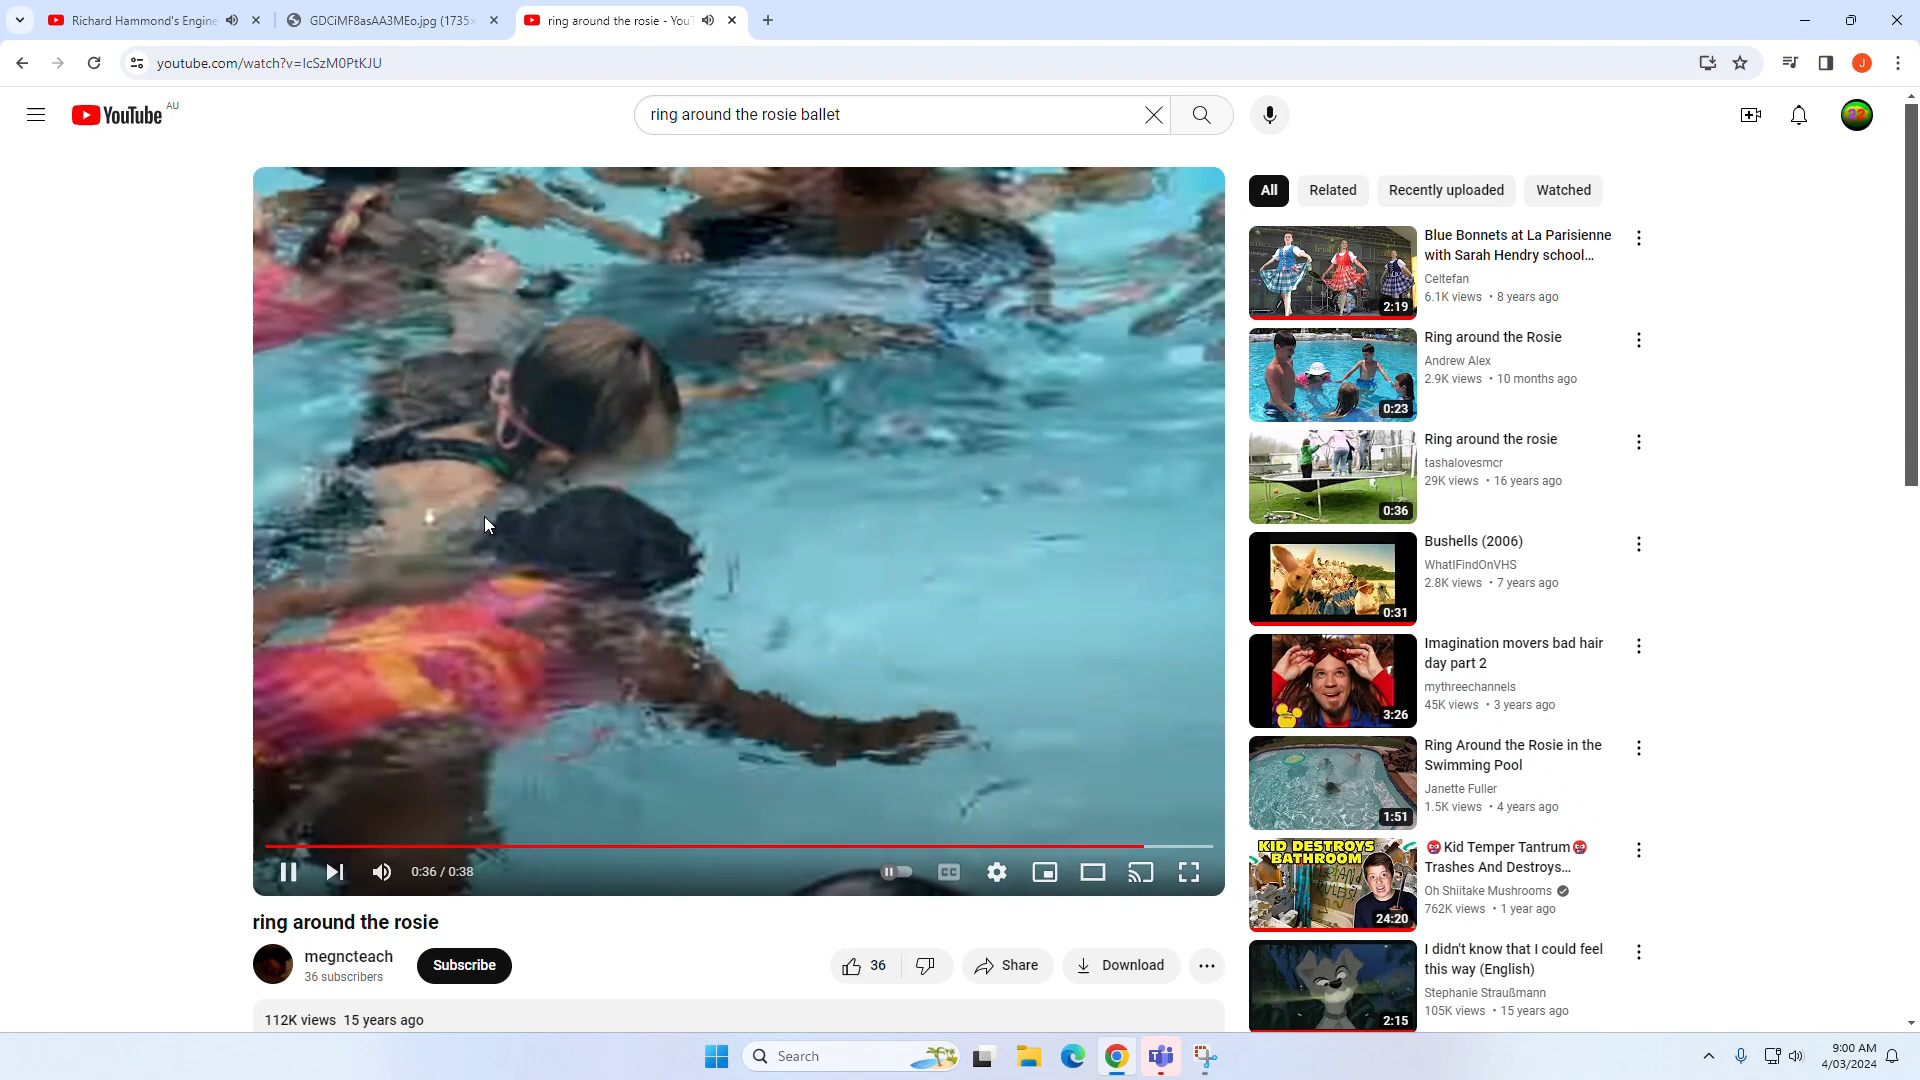 Richard Hammond's Engine
GDCiMF8asAA3MEo.jpg (1735×
ring around the rosie - YouT
youtube.com/watch?v=lcSzM0PtKJU
J
YouTube AU
ring around the rosie ballet
22
All Related Recently uploaded Watched
Blue Bonnets at La Parisienne
with Sarah Hendry school...
Celtefan
6.1K views • 8 years ago
2:19
Ring around the Rosie
Andrew Alex
2.9K views • 10 months ago
0:23
Ring around the rosie
tashalovesmcr
29K views • 16 years ago
0:36
Bushells (2006)
WhatIFindOnVHS
2.8K views • 7 years ago
0:31
Imagination movers bad hair
day part 2
mythreechannels
45K views • 3 years ago
3:26
Ring Around the Rosie in the
Swimming Pool
Janette Fuller
1.5K views • 4 years ago
1:51
KID DESTROYS
BATHROOM
Kid Temper Tantrum
Trashes And Destroys...
Oh Shiitake Mushrooms
762K views • 1 year ago
24:20
I didn't know that I could feel
this way (English)
Stephanie Straußmann
105K views • 15 years ago
2:15
0:36 / 0:38
CC
ring around the rosie
megncteach
36 subscribers
Subscribe
36
Share
Download
112K views 15 years ago
Search
9:00 AM
4/03/2024